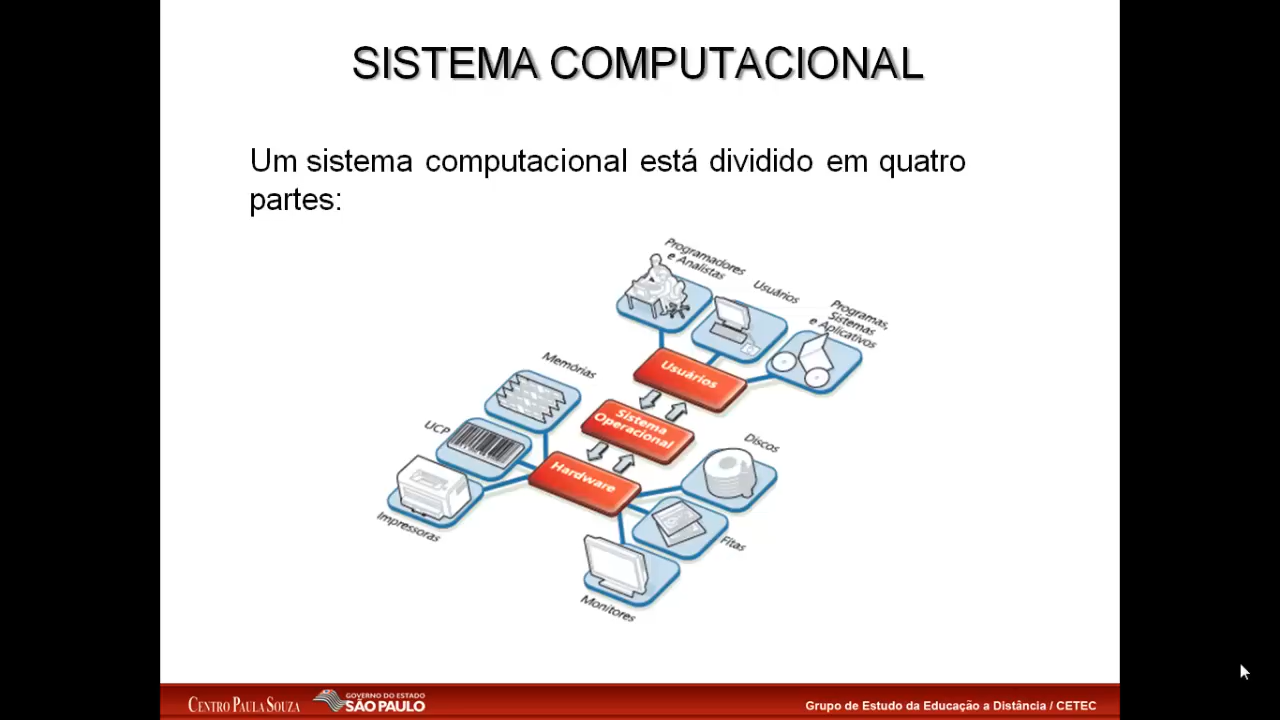 SISTEMA COMPUTACIONAL
Um sistema computacional está dividido em quatro
partes:
Programadores
e Analistas
Usuários
Programas,
Sistemas
e Aplicativos
Usuários
Memórias
Sistema
Operacional
UCP
Discos
Hardware
Impressoras
Fitas
Monitores
CENTRO PAULA SOUZA
GOVERNO DO ESTADO
SÃO PAULO
Grupo de Estudo da Educação a Distância / CETEC